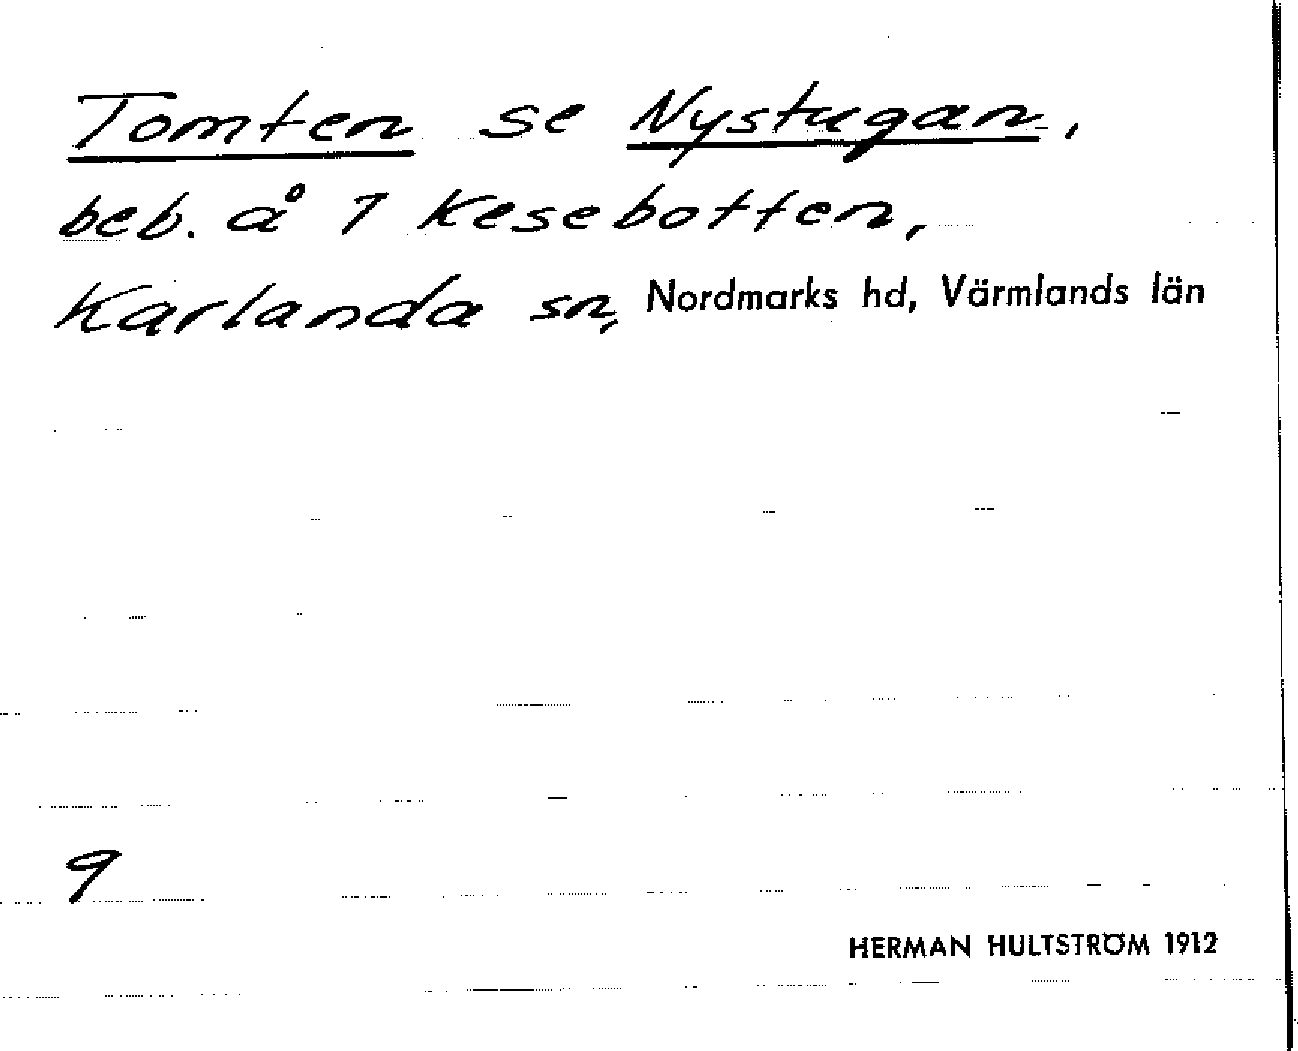 Tomten se Nystugan,
beb. å 1 Kesebotten,
Karlanda sn, Nordmarks hd, Värmlands län
9
HERMAN HULTSTRÖM 1912